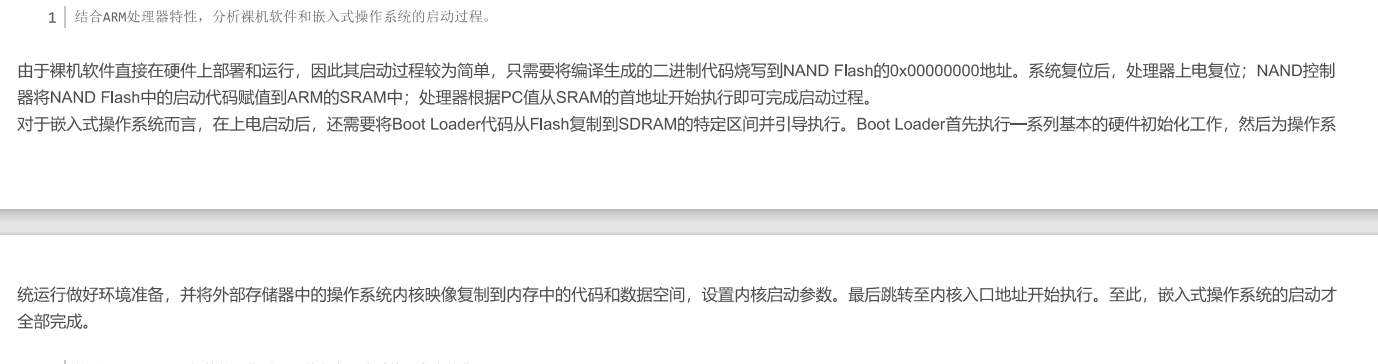 1 结合ARM处理器特性，分析裸机软件和嵌入式操作系统的启动过程。
由于裸机软件直接在硬件上部署和运行，因此其启动过程较为简单，只需要将编译生成的二进制代码烧写到NAND Flash的0x00000000地址。系统复位后，处理器上电复位；NAND控制
器将NAND Flash中的启动代码赋值到ARM的SRAM中；处理器根据PC值从SRAM的首地址开始执行即可完成启动过程。
对于嵌入式操作系统而言，在上电启动后，还需要将Boot Loader代码从Flash复制到SDRAM的特定区间并引导执行。Boot Loader首先执行一系列基本的硬件初始化工作，然后为操作系
统运行做好环境准备，并将外部存储器中的操作系统内核映像复制到内存中的代码和数据空间，设置内核启动参数。最后跳转至内核入口地址开始执行。至此，嵌入式操作系统的启动才
全部完成。